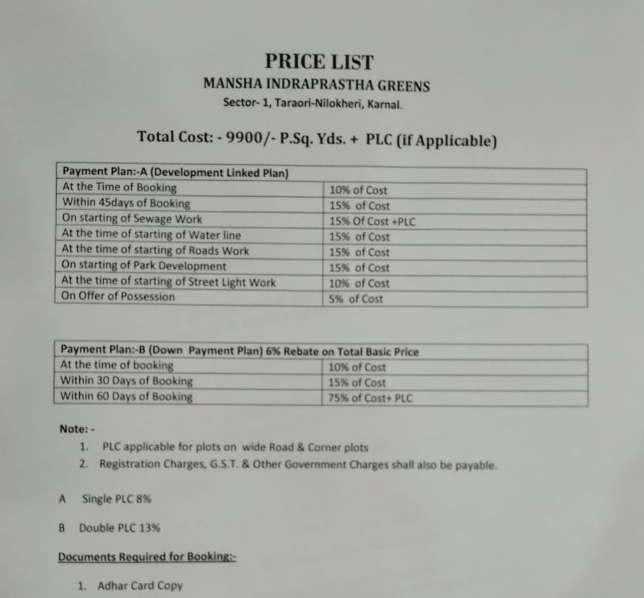 PRICE LIST
MANSHA INDRAPRASTHA GREENS
Sector- 1, Taraori-Nilokheri, Karnal.
Total Cost: - 9900/- P.Sq. Yds. + PLC (if Applicable)
Payment Plan:-A (Development Linked Plan)
At the Time of Booking 10% of Cost
Within 45days of Booking 15% of Cost
On starting of Sewage Work 15% Of Cost +PLC
At the time of starting of Water line 15% of Cost
At the time of starting of Roads Work 15% of Cost
On starting of Park Development 15% of Cost
At the time of starting of Street Light Work 10% of Cost
On Offer of Possession 5% of Cost
Payment Plan:-B (Down Payment Plan) 6% Rebate on Total Basic Price
At the time of booking 10% of Cost
Within 30 Days of Booking 15% of Cost
Within 60 Days of Booking 75% of Cost+ PLC
Note: -
1. PLC applicable for plots on wide Road & Corner plots
2. Registration Charges, G.S.T. & Other Government Charges shall also be payable.
A Single PLC 8%
B Double PLC 13%
Documents Required for Booking:-
1. Adhar Card Copy